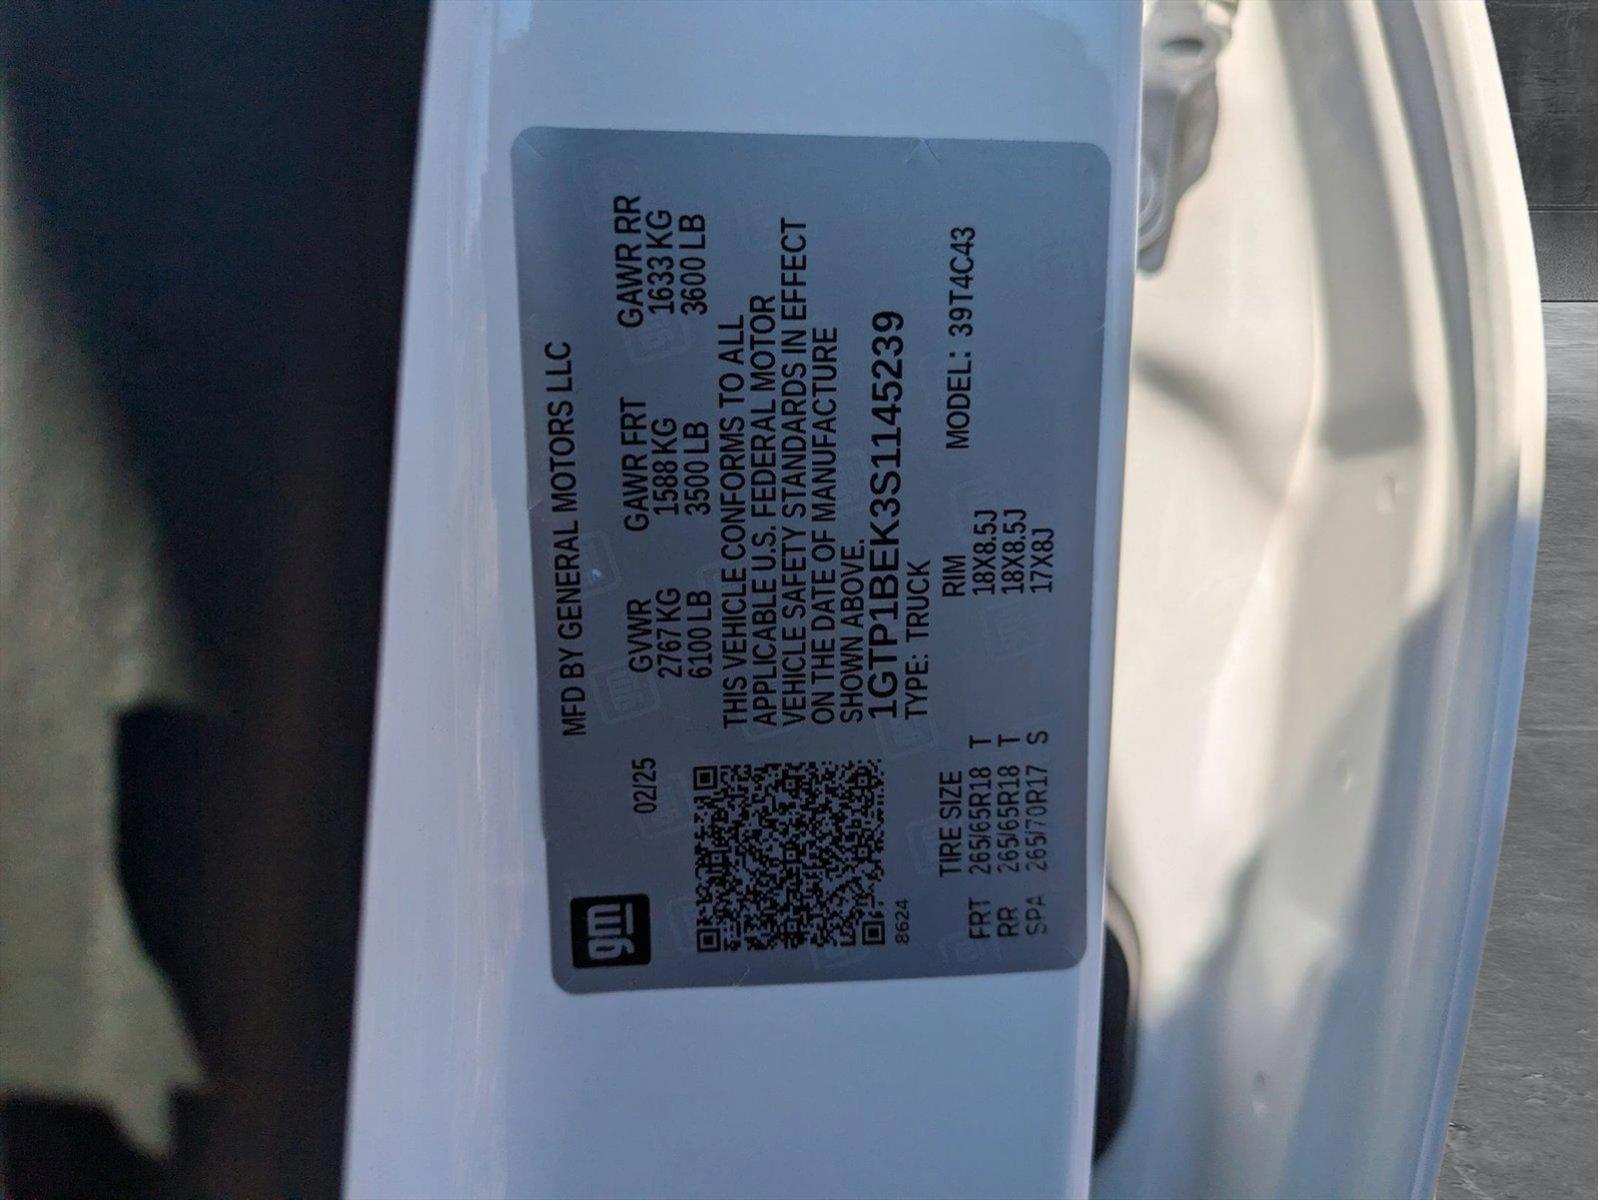 gm
MFD BY GENERAL MOTORS LLC
02/25
GVWR GAWR FRT GAWR RR
2767 KG 1588 KG 1633 KG
6100 LB 3500 LB 3600 LB
THIS VEHICLE CONFORMS TO ALL
APPLICABLE U.S. FEDERAL MOTOR
VEHICLE SAFETY STANDARDS IN EFFECT
ON THE DATE OF MANUFACTURE
SHOWN ABOVE.
1GTP1BEK3S1145239
8624
TYPE: TRUCK
MODEL: 39T4C43
TIRE SIZE RIM
FRT 265/65R18 T 18X8.5J
RR 265/65R18 T 18X8.5J
SPA 265/70R17 S 17X8J